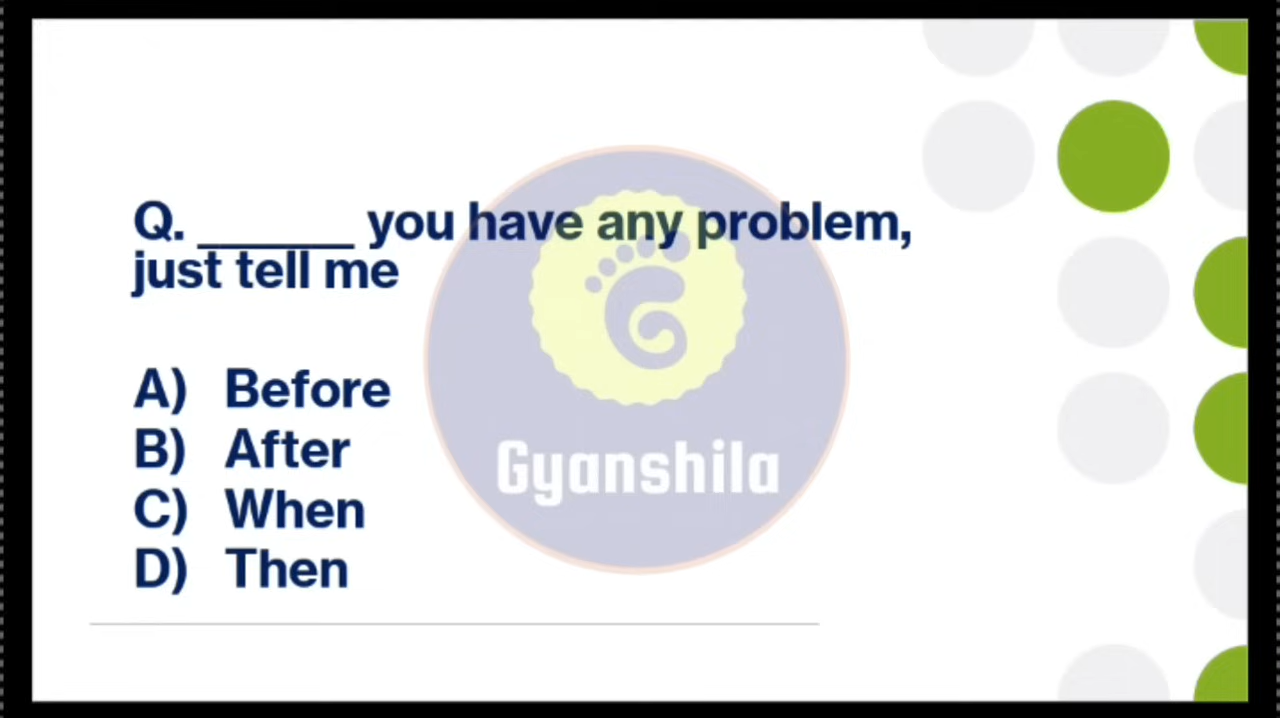 Q. ______ you have any problem,
just tell me
A) Before
B) After
C) When
D) Then
Gyanshila